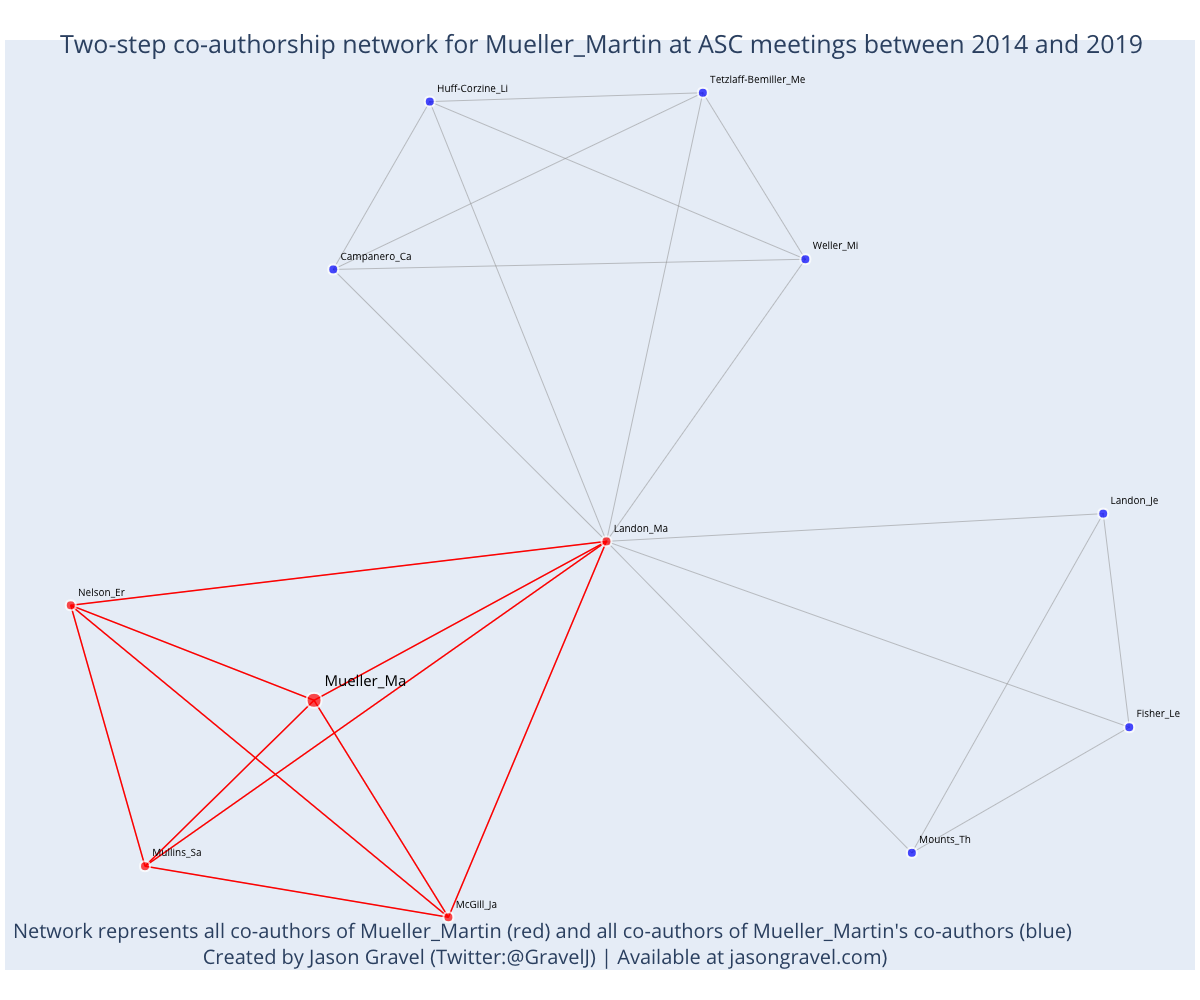 Two-step co-authorship network for Mueller_Martin at ASC meetings between 2014 and 2019
Tetzlaff-Bemiller_Me
Huff-Corzine_Li
Weller_Mi
Campanero_Ca
Landon_Je
Landon_Ma
Nelson_Er
Mueller_Ma
Fisher_Le
Mounts_Th
Mullins_Sa
McGill_Ja
Network represents all co-authors of Mueller_Martin (red) and all co-authors of Mueller_Martin's co-authors (blue)
Created by Jason Gravel (Twitter:@GravelJ) | Available at jasongravel.com)